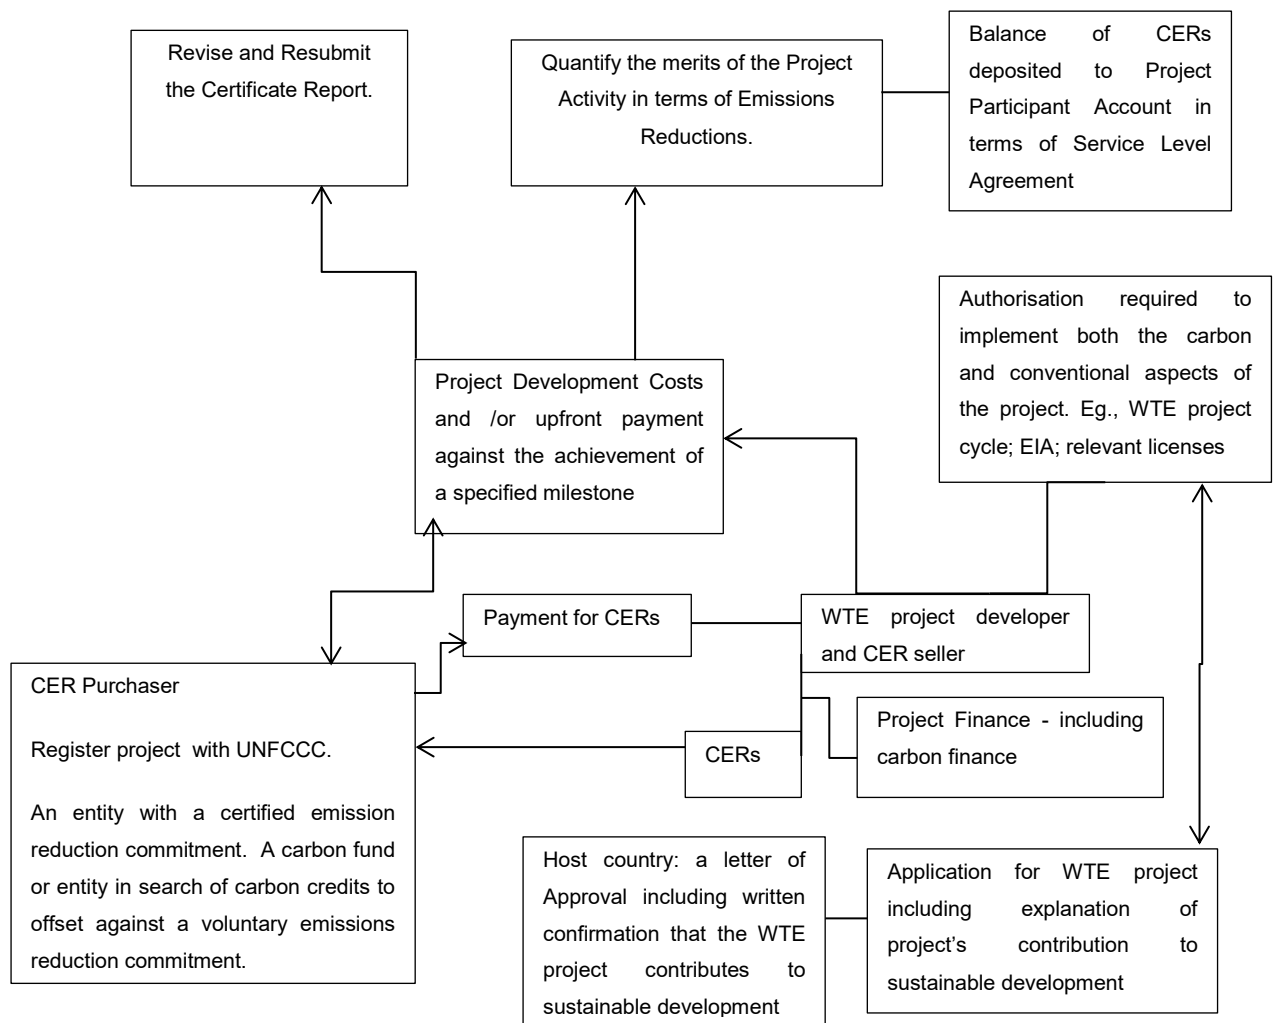 Revise and Resubmit
the Certificate Report.
Quantify the merits of the Project
Activity in terms of Emissions
Reductions.
Balance of CERs
deposited to Project
Participant Account in
terms of Service Level
Agreement
Authorisation required to
implement both the carbon
and conventional aspects of
the project. Eg., WTE project
cycle; EIA; relevant licenses
Project Development Costs
and /or upfront payment
against the achievement of
a specified milestone
Payment for CERs
WTE project developer
and CER seller
CER Purchaser
Register project with UNFCCC.
An entity with a certified emission
reduction commitment. A carbon fund
or entity in search of carbon credits to
offset against a voluntary emissions
reduction commitment.
CERs
Project Finance - including
carbon finance
Host country: a letter of
Approval including written
confirmation that the WTE
project contributes to
sustainable development
Application for WTE project
including explanation of
project’s contribution to
sustainable development